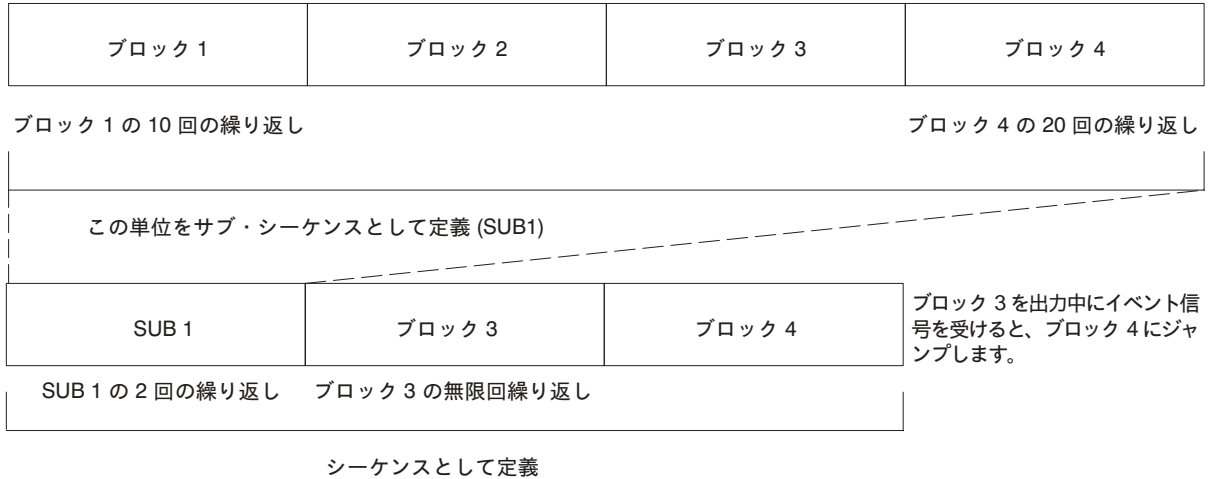 ブロック 1
ブロック 2
ブロック 3
ブロック 4
ブロック 1 の 10 回の繰り返し
ブロック 4 の 20 回の繰り返し
この単位をサブ・シーケンスとして定義 (SUB1)
SUB 1
ブロック 3
ブロック 4
ブロック 3 を出力中にイベント信
号を受けると、ブロック 4 にジャ
ンプします。
SUB 1 の 2 回の繰り返し
ブロック 3 の無限回繰り返し
シーケンスとして定義